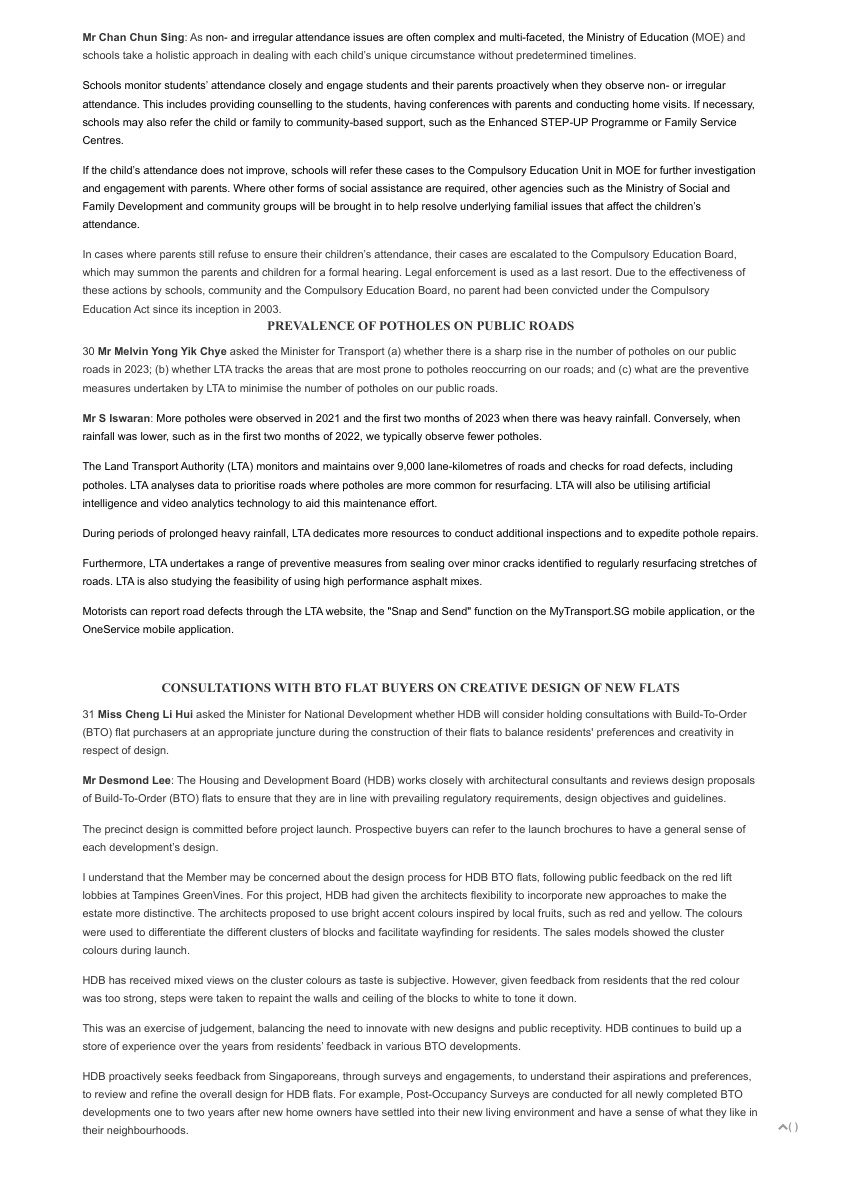 Mr Chan Chun Sing: As non- and irregular attendance issues are often complex and multi-faceted, the Ministry of Education (MOE) and
schools take a holistic approach in dealing with each child's unique circumstance without predetermined timelines.
Schools monitor students' attendance closely and engage students and their parents proactively when they observe non- or irregular
attendance. This includes providing counselling to the students, having conferences with parents and conducting home visits. If necessary,
schools may also refer the child or family to community-based support, such as the Enhanced STEP-UP Programme or Family Service
Centres.
If the child's attendance does not improve, schools will refer these cases to the Compulsory Education Unit in MOE for further investigation
and engagement with parents. Where other forms of social assistance are required, other agencies such as the Ministry of Social and
Family Development and community groups will be brought in to help resolve underlying familial issues that affect the children's
attendance.
In cases where parents still refuse to ensure their children's attendance, their cases are escalated to the Compulsory Education Board,
which may summon the parents and children for a formal hearing. Legal enforcement is used as a last resort. Due to the effectiveness of
these actions by schools, community and the Compulsory Education Board, no parent had been convicted under the Compulsory
Education Act since its inception in 2003.
PREVALENCE OF POTHOLES ON PUBLIC ROADS
30 Mr Melvin Yong Yik Chye asked the Minister for Transport (a) whether there is a sharp rise in the number of potholes on our public
roads in 2023; (b) whether LTA tracks the areas that are most prone to potholes reoccurring on our roads; and (c) what are the preventive
measures undertaken by LTA to minimise the number of potholes on our public roads.
Mr S Iswaran: More potholes were observed in 2021 and the first two months of 2023 when there was heavy rainfall. Conversely, when
rainfall was lower, such as in the first two months of 2022, we typically observe fewer potholes.
The Land Transport Authority (LTA) monitors and maintains over 9,000 lane-kilometres of roads and checks for road defects, including
potholes. LTA analyses data to prioritise roads where potholes are more common for resurfacing. LTA will also be utilising artificial
intelligence and video analytics technology to aid this maintenance effort.
During periods of prolonged heavy rainfall, LTA dedicates more resources to conduct additional inspections and to expedite pothole repairs.
Furthermore, LTA undertakes a range of preventive measures from sealing over minor cracks identified to regularly resurfacing stretches of
roads. LTA is also studying the feasibility of using high performance asphalt mixes.
Motorists can report road defects through the LTA website, the "Snap and Send" function on the MyTransport.SG mobile application, or the
OneService mobile application.
CONSULTATIONS WITH BTO FLAT BUYERS ON CREATIVE DESIGN OF NEW FLATS
31 Miss Cheng Li Hui asked the Minister for National Development whether HDB will consider holding consultations with Build-To-Order
(BTO) flat purchasers at an appropriate juncture during the construction of their flats to balance residents' preferences and creativity in
respect of design.
Mr Desmond Lee: The Housing and Development Board (HDB) works closely with architectural consultants and reviews design proposals
of Build-To-Order (BTO) flats to ensure that they are in line with prevailing regulatory requirements, design objectives and guidelines.
The precinct design is committed before project launch. Prospective buyers can refer to the launch brochures to have a general sense of
each development's design.
I understand that the Member may be concerned about the design process for HDB BTO flats, following public feedback on the red lift
lobbies at Tampines GreenVines. For this project, HDB had given the architects flexibility to incorporate new approaches to make the
estate more distinctive. The architects proposed to use bright accent colours inspired by local fruits, such as red and yellow. The colours
were used to differentiate the different clusters of blocks and facilitate wayfinding for residents. The sales models showed the cluster
colours during launch.
HDB has received mixed views on the cluster colours as taste is subjective. However, given feedback from residents that the red colour
was too strong, steps were taken to repaint the walls and ceiling of the blocks to white to tone it down.
This was an exercise of judgement, balancing the need to innovate with new designs and public receptivity. HDB continues to build up a
store of experience over the years from residents' feedback in various BTO developments.
HDB proactively seeks feedback from Singaporeans, through surveys and engagements, to understand their aspirations and preferences,
to review and refine the overall design for HDB flats. For example, Post-Occupancy Surveys are conducted for all newly completed BTO
developments one to two years after new home owners have settled into their new living environment and have a sense of what they like in
their neighbourhoods.
( )